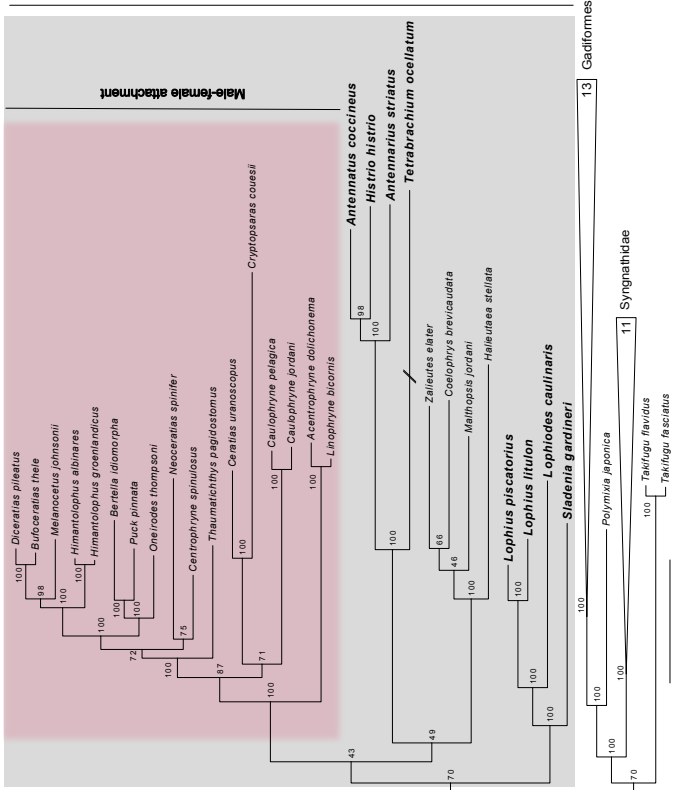 Male-female attachment
Diceratias pileatus
Bufoceratias thele
Melanocetus johnsonii
Himantolophus albinares
Himantolophus groenlandicus
Bertella idiomorpha
Puck pinnata
Oneirodes thompsoni
Neoceratias spinifer
Centrophryne spinulosus
Thaumatichthys pagidostomus
Ceratias uranoscopus
Cryptopsaras couesii
Caulophryne pelagica
Caulophryne jordani
Acentrophryne dolichonema
Linophryne bicornis
Antennatus coccineus
Histrio histrio
Antennarius striatus
Tetrabrachium ocellatum
Zalieutes elater
Coelophrys brevicaudata
Malthopsis jordani
Halieutaea stellata
Lophius piscatorius
Lophius litulon
Lophiodes caulinaris
Sladenia gardineri
13 Gadiformes
Polymixia japonica
11 Syngnathidae
Takifugu flavidus
Takifugu fasciatus
100
98
100
100
100
100
100
75
72
100
87
100
71
100
100
100
98
100
100
66
46
100
49
43
100
100
100
70
100
100
100
100
100
70